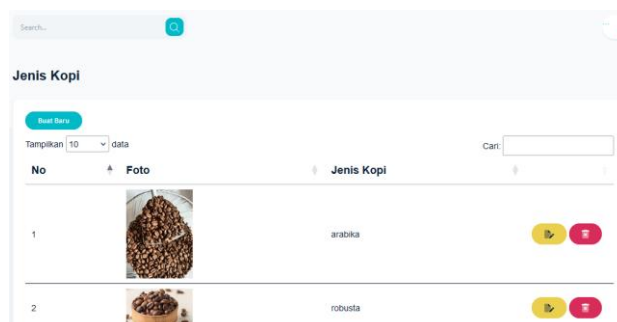 Search...
Jenis Kopi
Buat Baru
Tampilkan 10 data
Cari:
No Foto Jenis Kopi
1 arabika
2 robusta